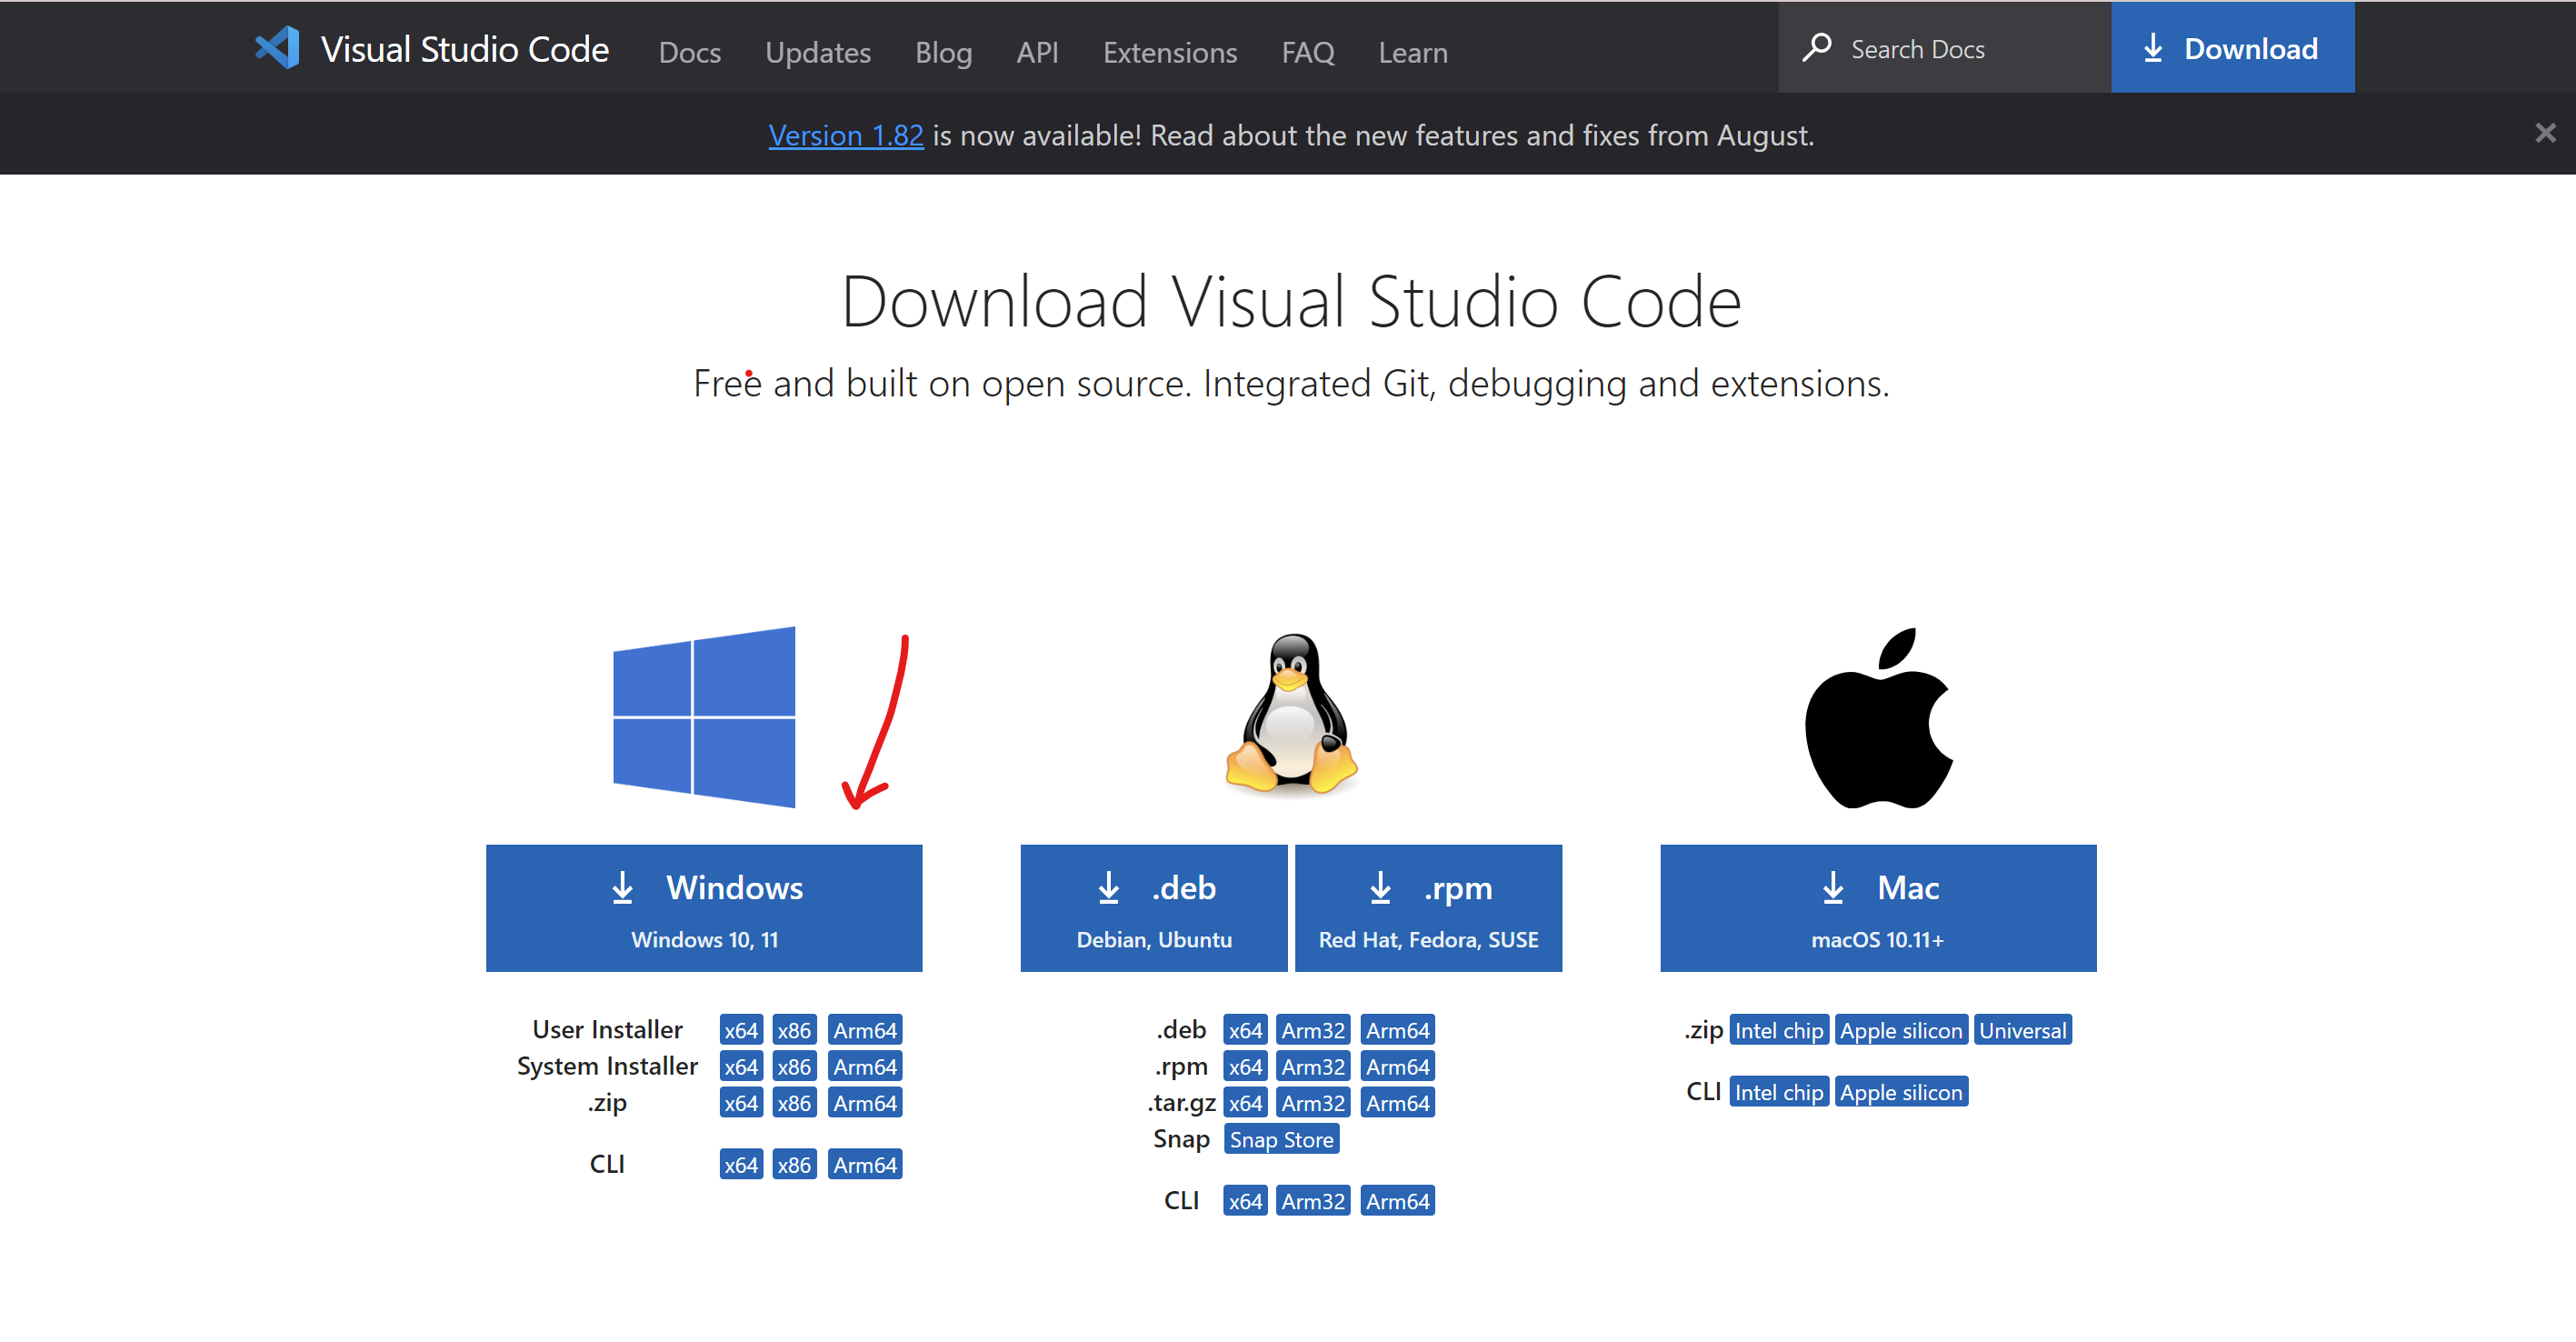 Visual Studio Code Docs Updates Blog API Extensions FAQ Learn Search Docs Download
Version 1.82 is now available! Read about the new features and fixes from August.
Download Visual Studio Code
Free and built on open source. Integrated Git, debugging and extensions.
Windows
Windows 10, 11
User Installer x64 x86 Arm64
System Installer x64 x86 Arm64
.zip x64 x86 Arm64
CLI x64 x86 Arm64
.deb
Debian, Ubuntu
.rpm
Red Hat, Fedora, SUSE
.deb x64 Arm32 Arm64
.rpm x64 Arm32 Arm64
.tar.gz x64 Arm32 Arm64
Snap Snap Store
CLI x64 Arm32 Arm64
Mac
macOS 10.11+
.zip Intel chip Apple silicon Universal
CLI Intel chip Apple silicon